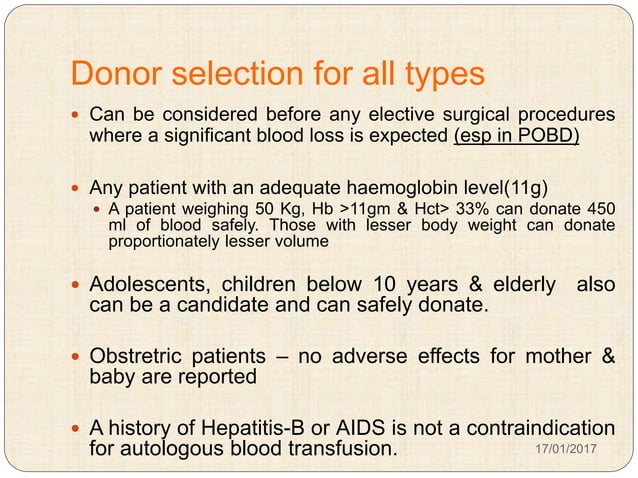 Donor selection for all types
• Can be considered before any elective surgical procedures
where a significant blood loss is expected (esp in POBD)
• Any patient with an adequate haemoglobin level(11g)
• A patient weighing 50 Kg, Hb >11gm & Hct> 33% can donate 450
ml of blood safely. Those with lesser body weight can donate
proportionately lesser volume
• Adolescents, children below 10 years & elderly also
can be a candidate and can safely donate.
• Obstretric patients – no adverse effects for mother &
baby are reported
• A history of Hepatitis-B or AIDS is not a contraindication
for autologous blood transfusion.
17/01/2017